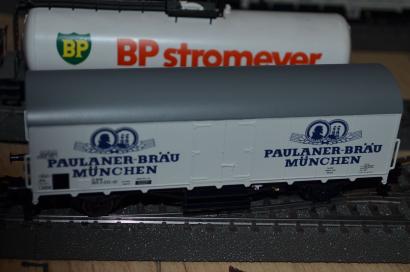 BP
BP stromeyer
PAULANER-BRÄU
MÜNCHEN
PAULANER-BRÄU
MÜNCHEN